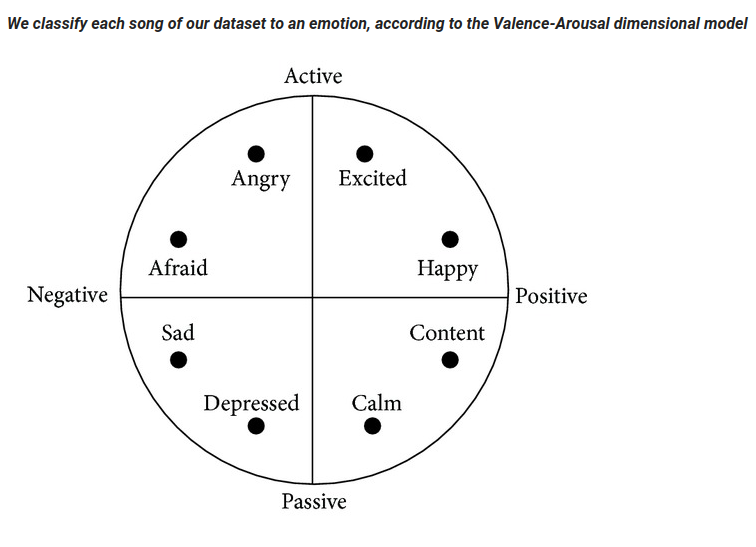 We classify each song of our dataset to an emotion, according to the Valence-Arousal dimensional model
Active
Angry
Excited
Afraid
Happy
Negative
Positive
Sad
Content
Depressed
Calm
Passive